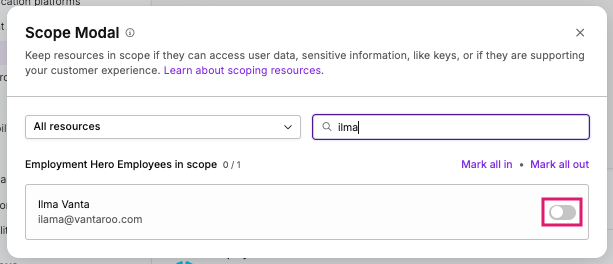 Scope Modal
Keep resources in scope if they can access user data, sensitive information, like keys, or if they are supporting
your customer experience. Learn about scoping resources.
All resources
ilma
Employment Hero Employees in scope 0 / 1
Mark all in • Mark all out
Ilma Vanta
ilama@vantaroo.com